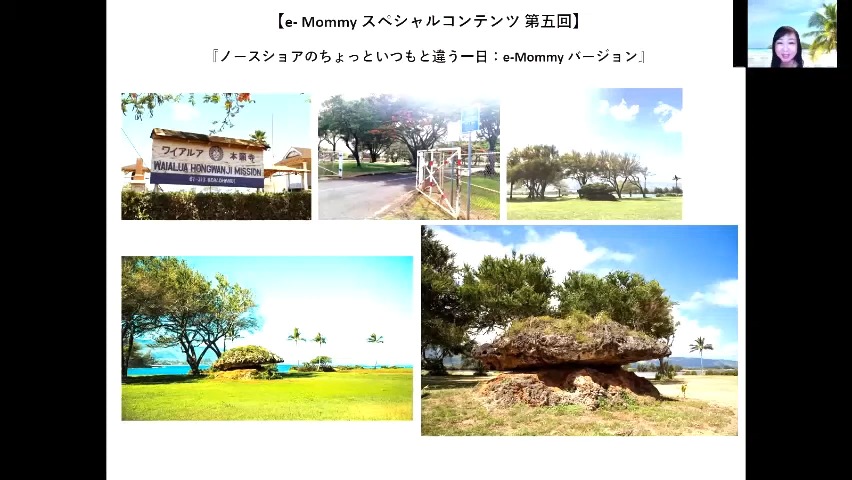 【e- Mommy スペシャルコンテンツ 第五回】
『ノースショアのちょっといつもと違う一日：e-Mommy バージョン』
ワイアルア 本願寺
WAIALUA HONGWANJI MISSION